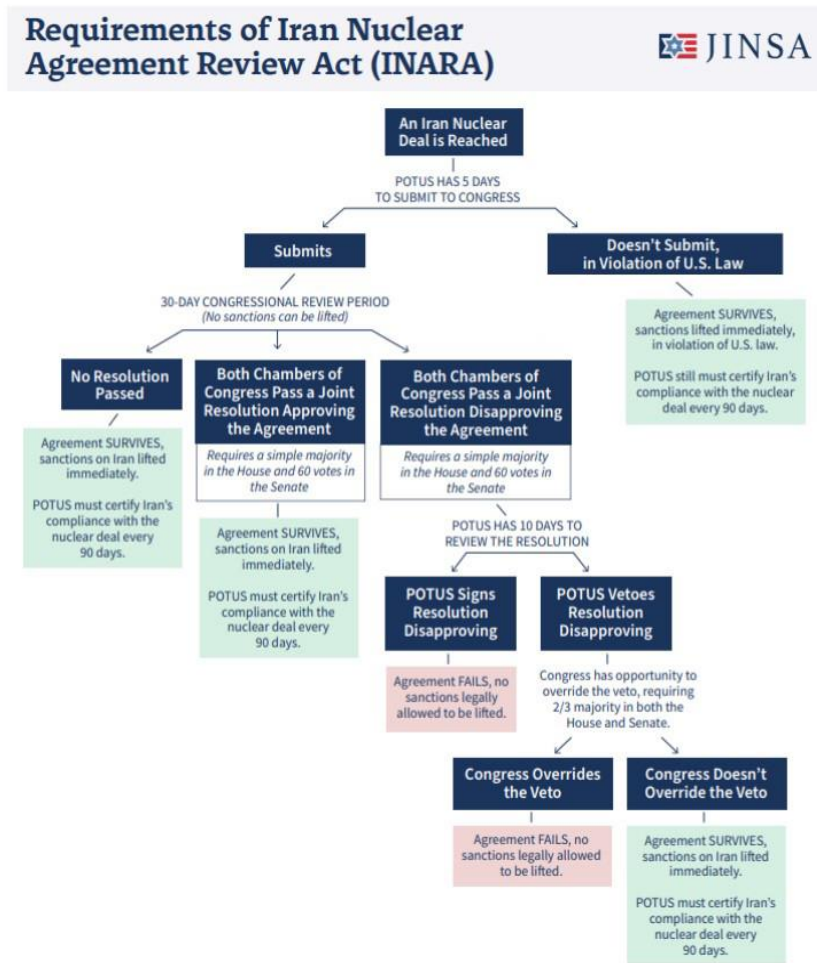 Requirements of Iran Nuclear
Agreement Review Act (INARA)
JINSA
An Iran Nuclear
Deal is Reached
POTUS HAS 5 DAYS
TO SUBMIT TO CONGRESS
Submits
Doesn't Submit,
in Violation of U.S. Law
30-DAY CONGRESSIONAL REVIEW PERIOD
(No sanctions can be lifted)
Agreement SURVIVES,
sanctions lifted immediately,
in violation of U.S. law.
POTUS still must certify Iran's
compliance with the nuclear
deal every 90 days.
No Resolution
Passed
Agreement SURVIVES,
sanctions on Iran lifted
immediately.
POTUS must certify Iran's
compliance with the
nuclear deal every
90 days.
Both Chambers of
Congress Pass a Joint
Resolution Approving
the Agreement
Requires a simple majority
in the House and 60 votes in
the Senate
Agreement SURVIVES,
sanctions on Iran lifted
immediately.
POTUS must certify Iran's
compliance with the
nuclear deal every
90 days.
Both Chambers of
Congress Pass a Joint
Resolution Disapproving
the Agreement
Requires a simple majority
in the House and 60 votes in
the Senate
POTUS HAS 10 DAYS TO
REVIEW THE RESOLUTION
POTUS Signs
Resolution
Disapproving
Agreement FAILS, no
sanctions legally
allowed to be lifted.
POTUS Vetoes
Resolution
Disapproving
Congress has opportunity to
override the veto, requiring
2/3 majority in both the
House and Senate.
Congress Overrides
the Veto
Agreement FAILS, no
sanctions legally allowed
to be lifted.
Congress Doesn't
Override the Veto
Agreement SURVIVES,
sanctions on Iran lifted
immediately.
POTUS must certify Iran's
compliance with the
nuclear deal every
90 days.